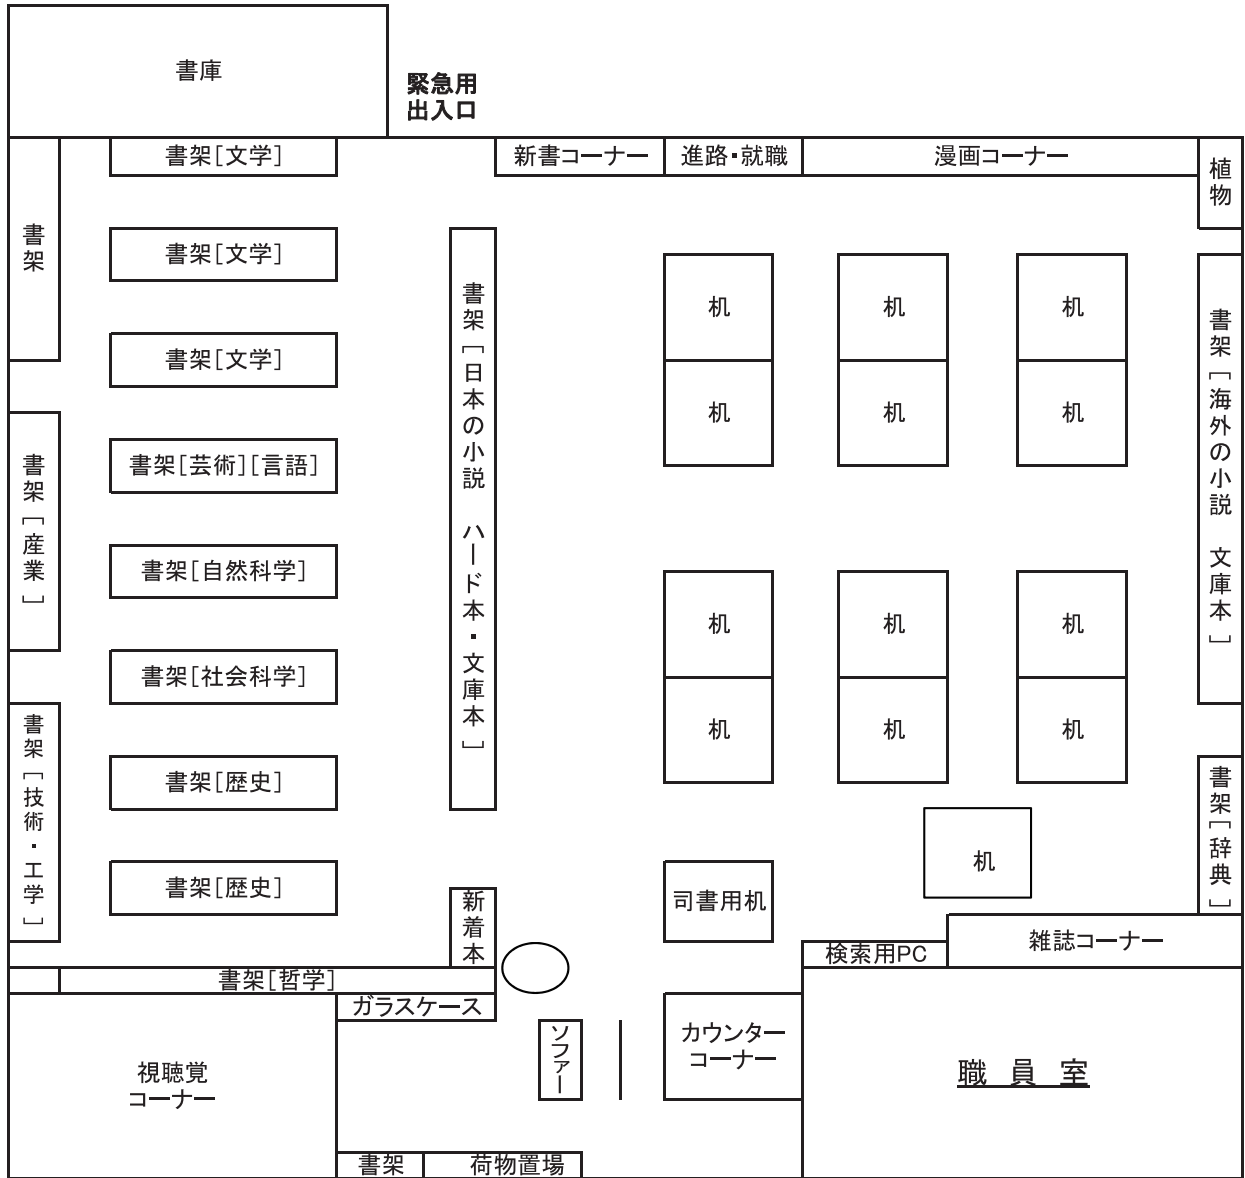 書庫
緊急用
出入口
書架[文学]
新書コーナー
進路・就職
漫画コーナー
植物
書架
書架[文学]
書架[日本の小説　ハード本・文庫本]
机
机
机
書架[海外の小説　文庫本]
書架[文学]
机
机
机
書架[産業]
書架[芸術][言語]
書架[自然科学]
机
机
机
書架[社会科学]
机
机
机
書架[技術・工学]
書架[歴史]
書架[辞典]
机
書架[歴史]
新着本
司書用机
雑誌コーナー
検索用PC
書架[哲学]
ガラスケース
ソファー
カウンター
コーナー
視聴覚
コーナー
職 員 室
書架
荷物置場